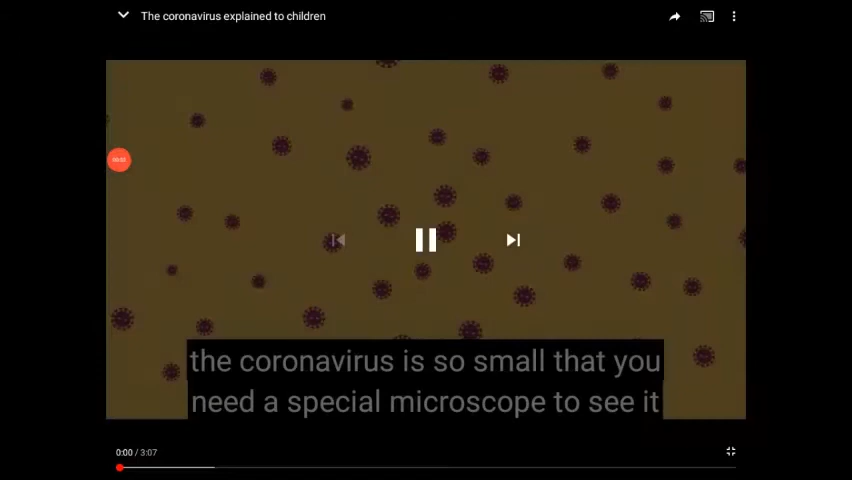 The coronavirus explained to children
the coronavirus is so small that you
need a special microscope to see it
0:00 / 3:07